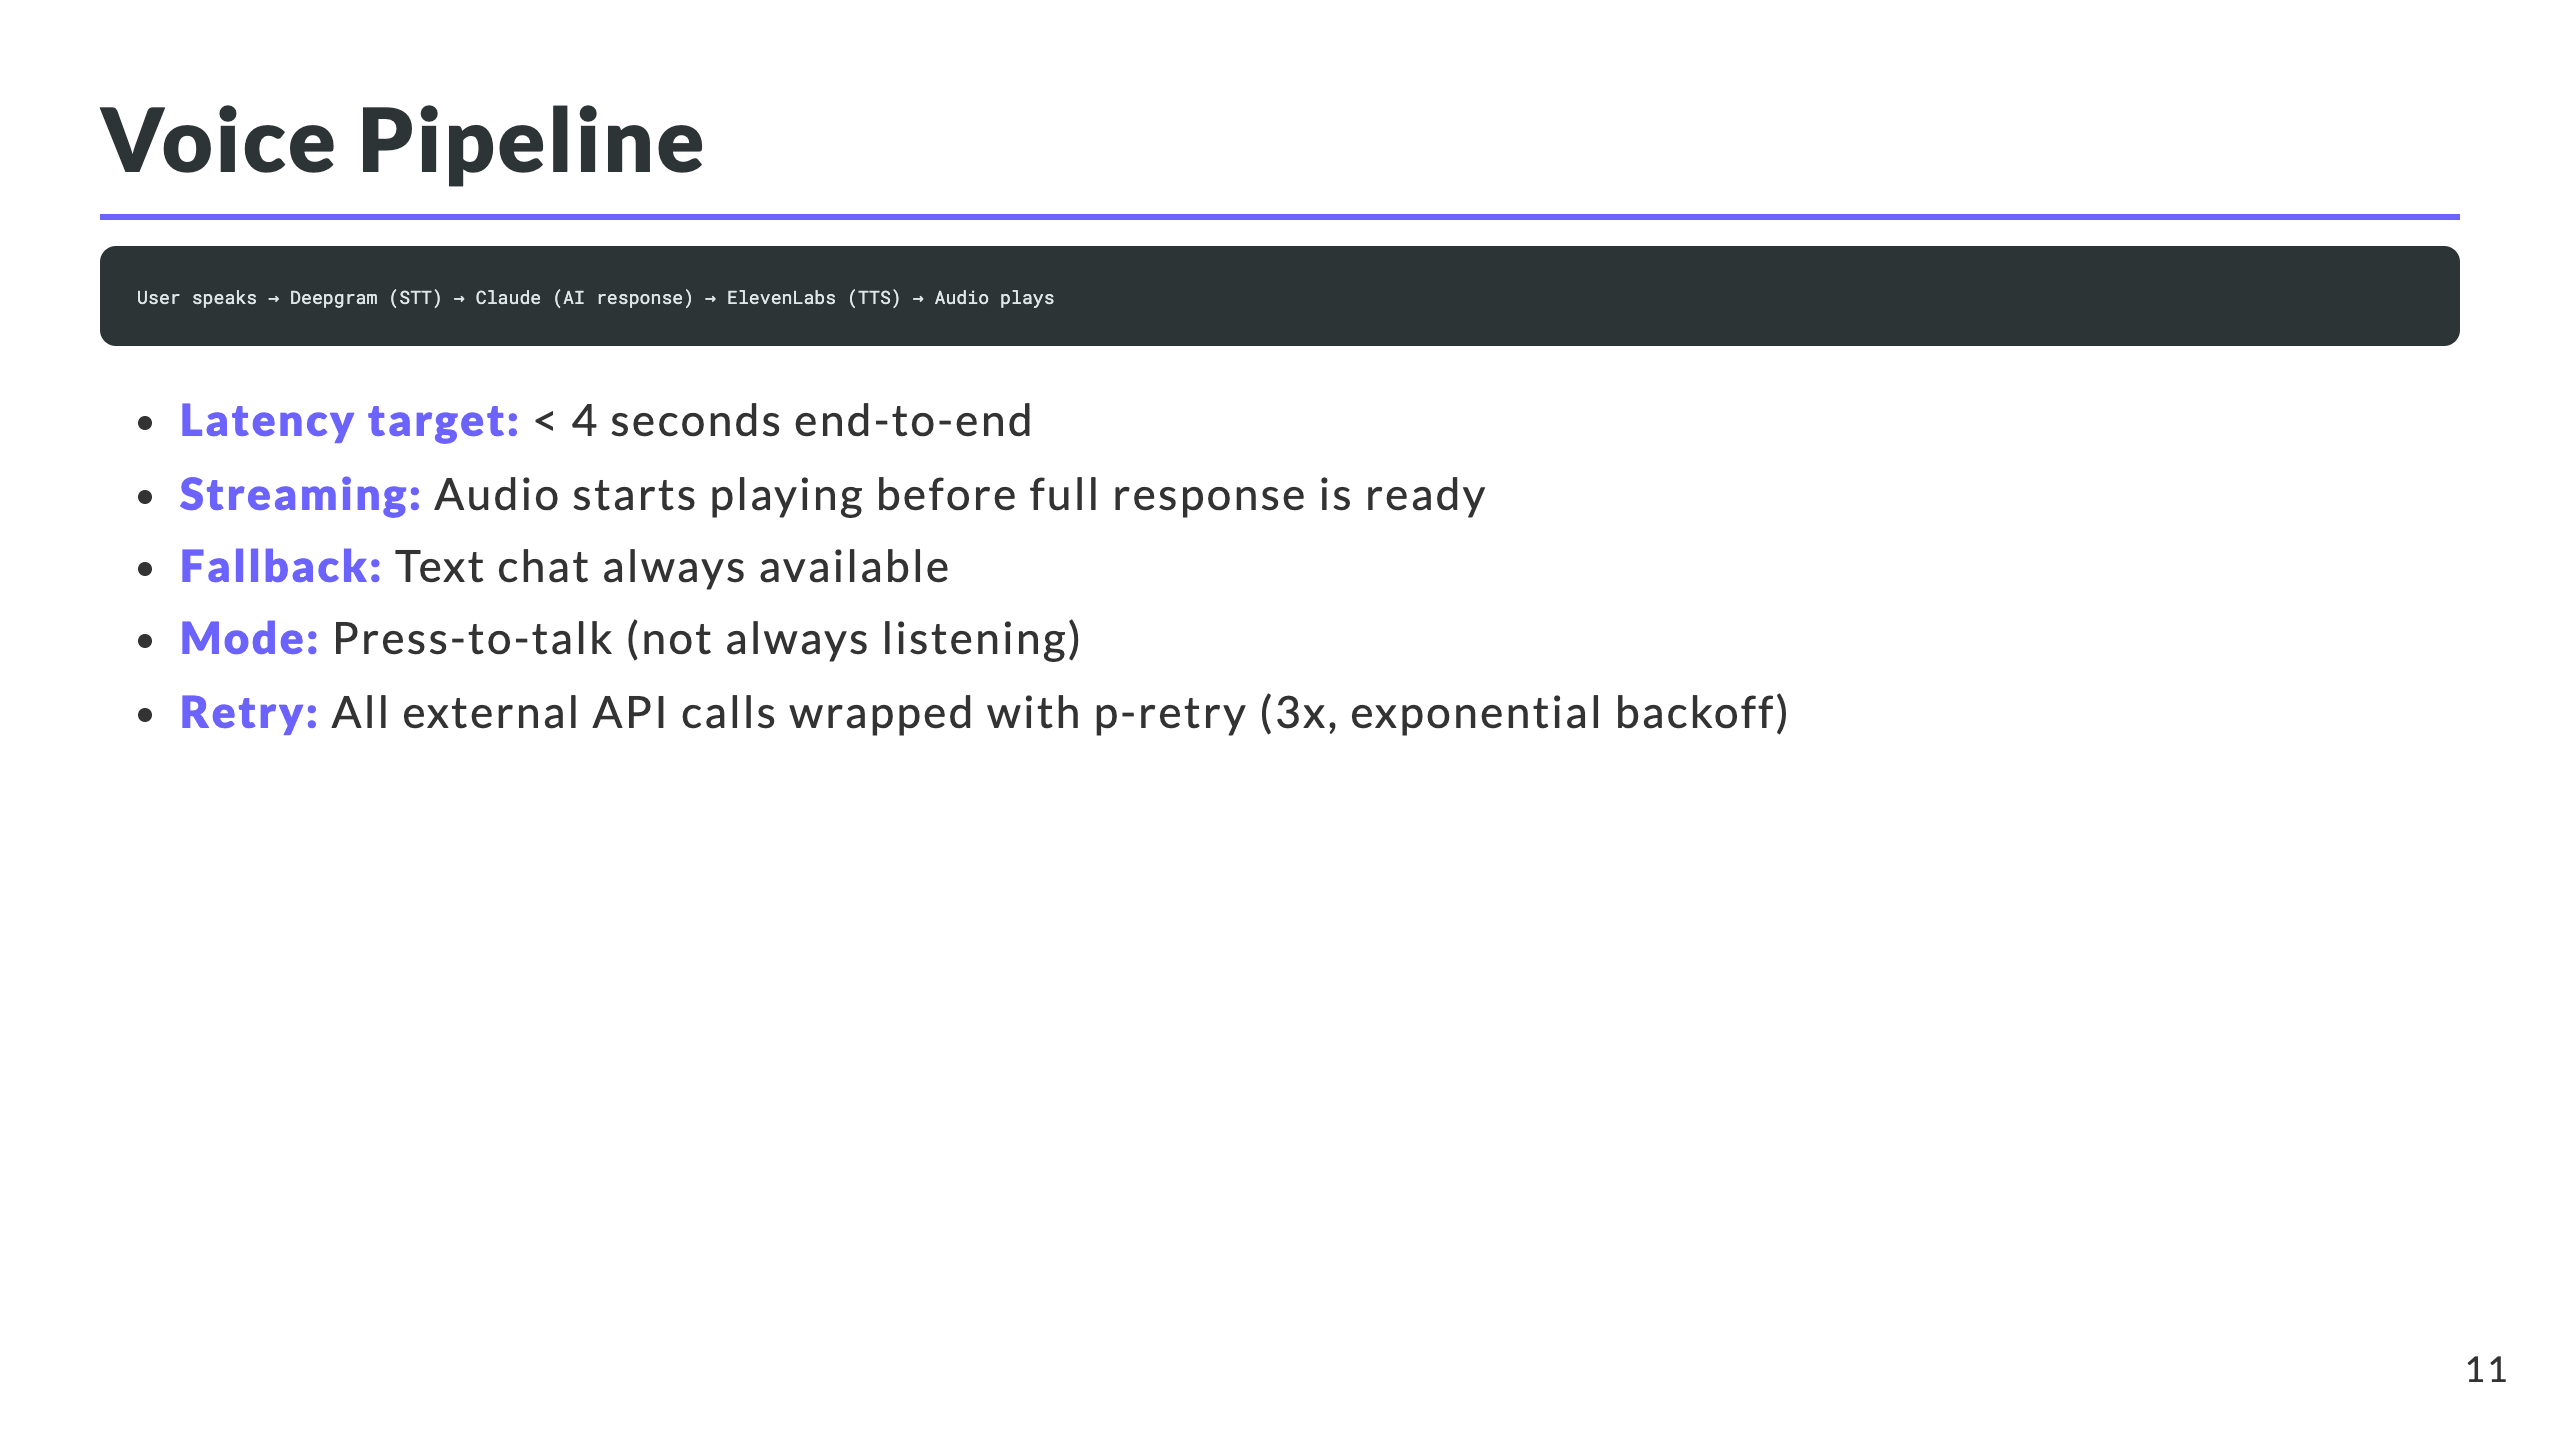 Voice Pipeline
User speaks → Deepgram (STT) → Claude (AI response) → ElevenLabs (TTS) → Audio plays
• Latency target: < 4 seconds end-to-end
• Streaming: Audio starts playing before full response is ready
• Fallback: Text chat always available
• Mode: Press-to-talk (not always listening)
• Retry: All external API calls wrapped with p-retry (3x, exponential backoff)
11